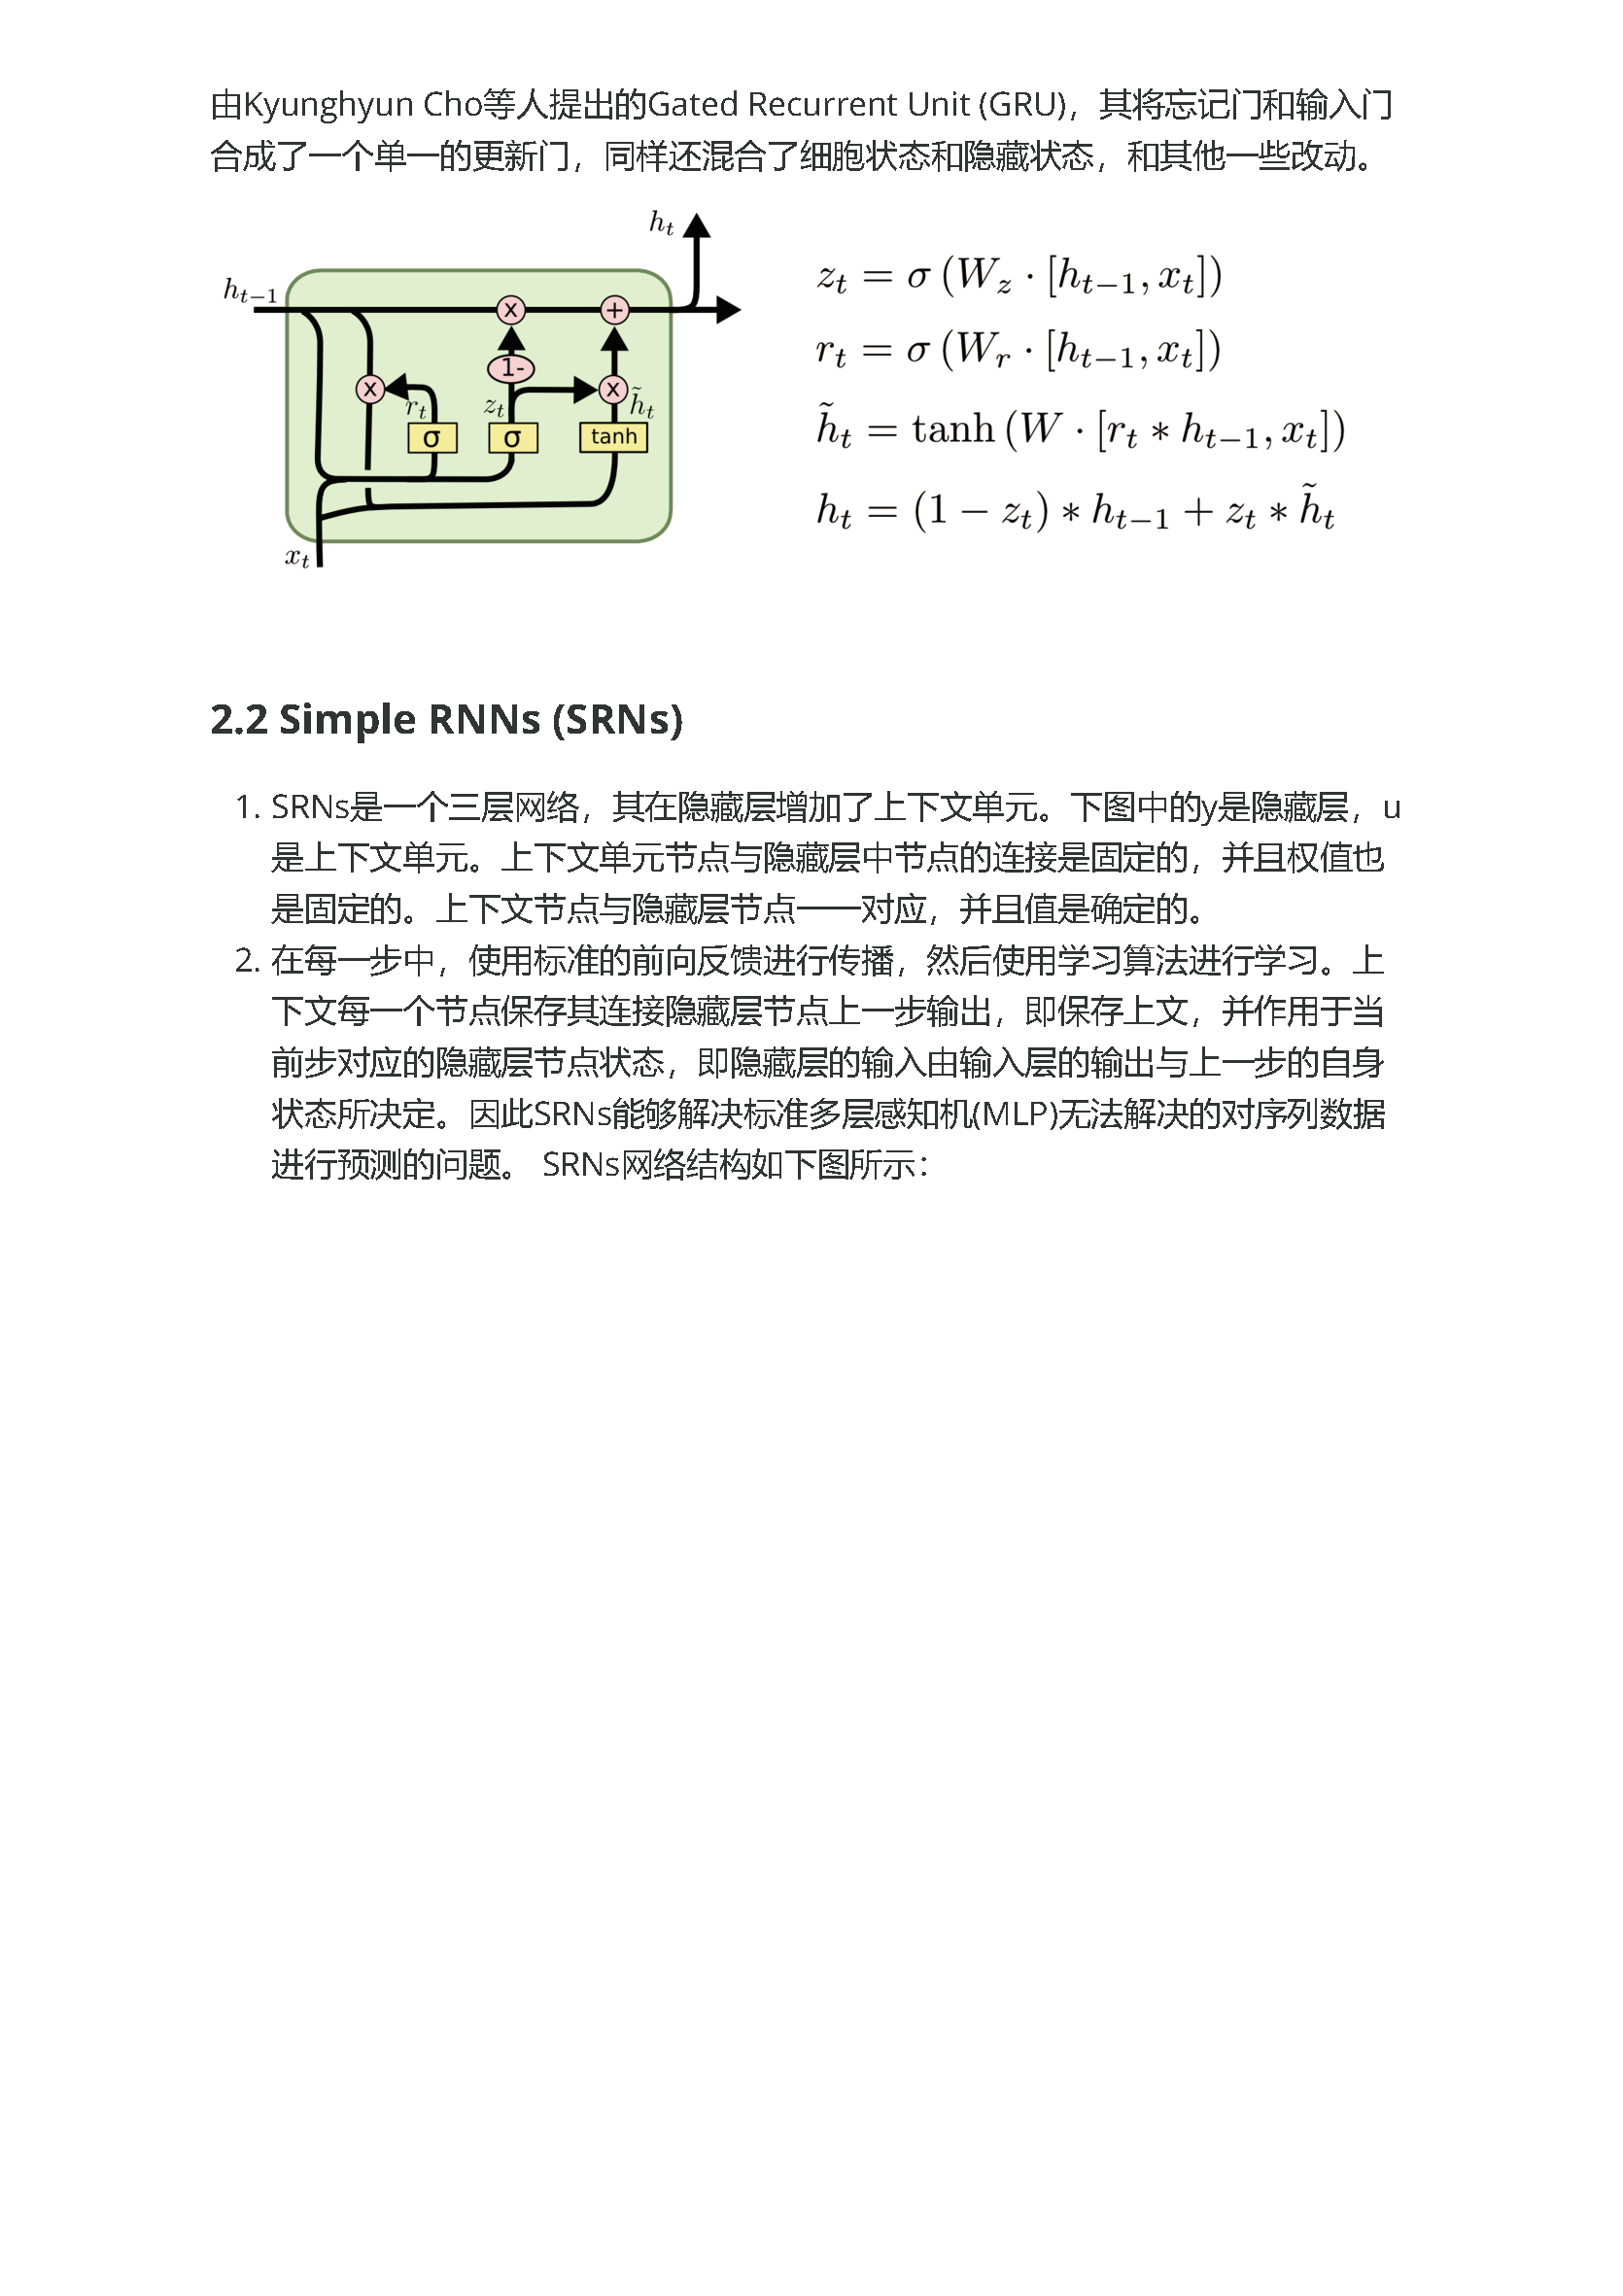 由Kyunghyun Cho等人提出的Gated Recurrent Unit (GRU)，其将忘记门和输入门
合成了一个单一的更新门，同样还混合了细胞状态和隐藏状态，和其他一些改动。
h_t
h_{t-1}
x
+
1-
x
x
r_t
z_t
h̃_t
σ
σ
tanh
x_t
z_t = σ (W_z · [h_{t-1}, x_t])
r_t = σ (W_r · [h_{t-1}, x_t])
h̃_t = tanh (W · [r_t * h_{t-1}, x_t])
h_t = (1 − z_t) * h_{t-1} + z_t * h̃_t
2.2 Simple RNNs (SRNs)
1. SRNs是一个三层网络，其在隐藏层增加了上下文单元。下图中的y是隐藏层，u
是上下文单元。上下文单元节点与隐藏层中节点的连接是固定的，并且权值也
是固定的。上下文节点与隐藏层节点一一对应，并且值是确定的。
2. 在每一步中，使用标准的前向反馈进行传播，然后使用学习算法进行学习。上
下文每一个节点保存其连接隐藏层节点上一步输出，即保存上文，并作用于当
前步对应的隐藏层节点状态，即隐藏层的输入由输入层的输出与上一步的自身
状态所决定。因此SRNs能够解决标准多层感知机(MLP)无法解决的对序列数据
进行预测的问题。 SRNs网络结构如下图所示：